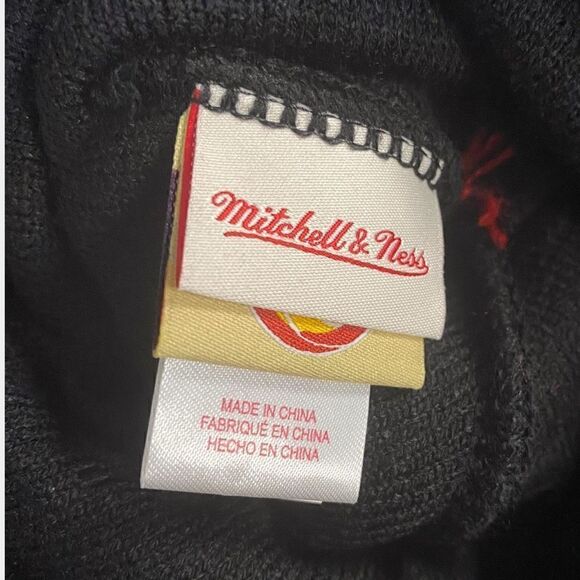 Mitchell & Ness
MADE IN CHINA
FABRIQUÉ EN CHINA
HECHO EN CHINA